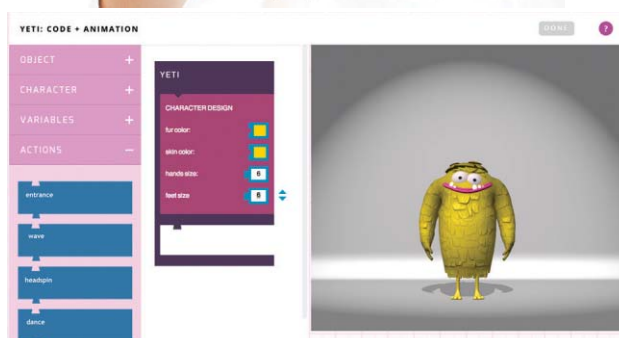 YETI: CODE + ANIMATION
DONE
?
OBJECT +
CHARACTER +
VARIABLES +
ACTIONS −
entrance
wave
headspin
dance
YETI
CHARACTER DESIGN
fur color:
skin color:
hands size: 6
feet size 6